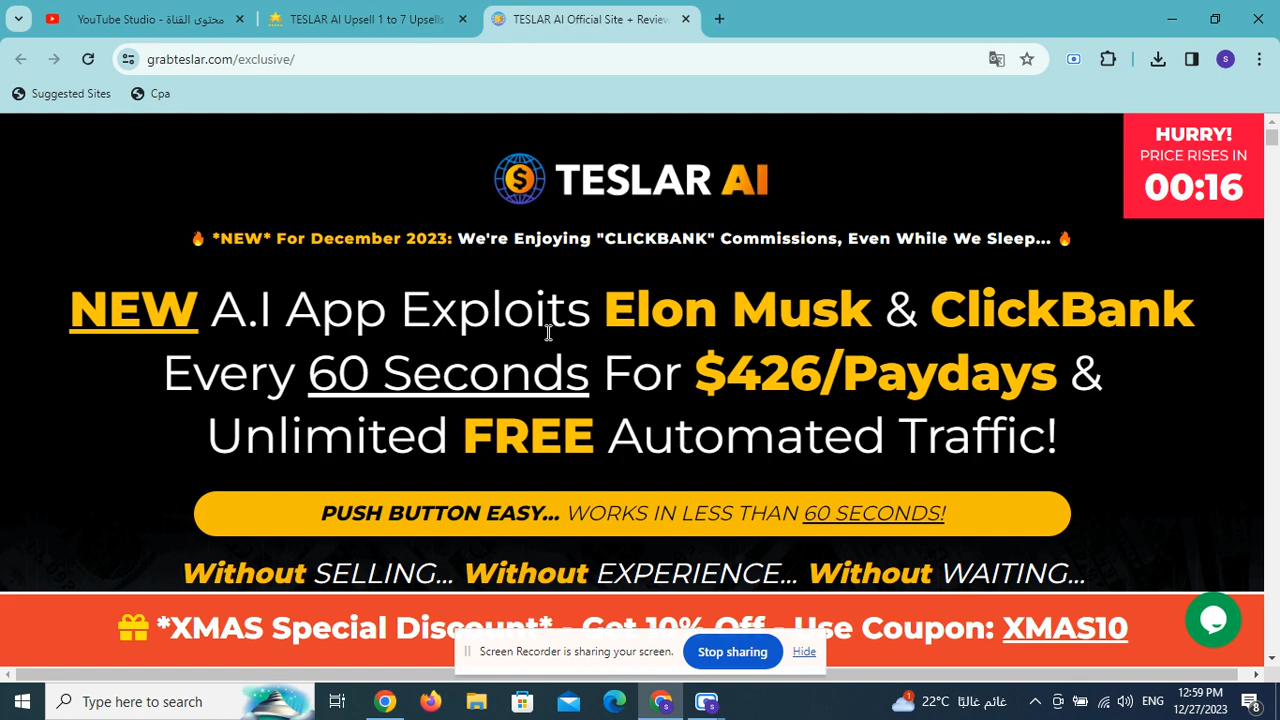 YouTube Studio - محتوى القناة
TESLAR AI Upsell 1 to 7 Upsells
TESLAR AI Official Site + Review
grabteslar.com/exclusive/
Suggested Sites
Cpa
HURRY!
PRICE RISES IN
00:16
TESLAR AI
*NEW* For December 2023: We're Enjoying "CLICKBANK" Commissions, Even While We Sleep...
NEW A.I App Exploits Elon Musk & ClickBank
Every 60 Seconds For $426/Paydays &
Unlimited FREE Automated Traffic!
PUSH BUTTON EASY... WORKS IN LESS THAN 60 SECONDS!
Without SELLING... Without EXPERIENCE... Without WAITING...
*XMAS Special Discount* - Get 10% Off - Use Coupon: XMAS10
Screen Recorder is sharing your screen.
Stop sharing
Hide
Type here to search
22°C غائم غالبًا
ENG
12:59 PM
12/27/2023